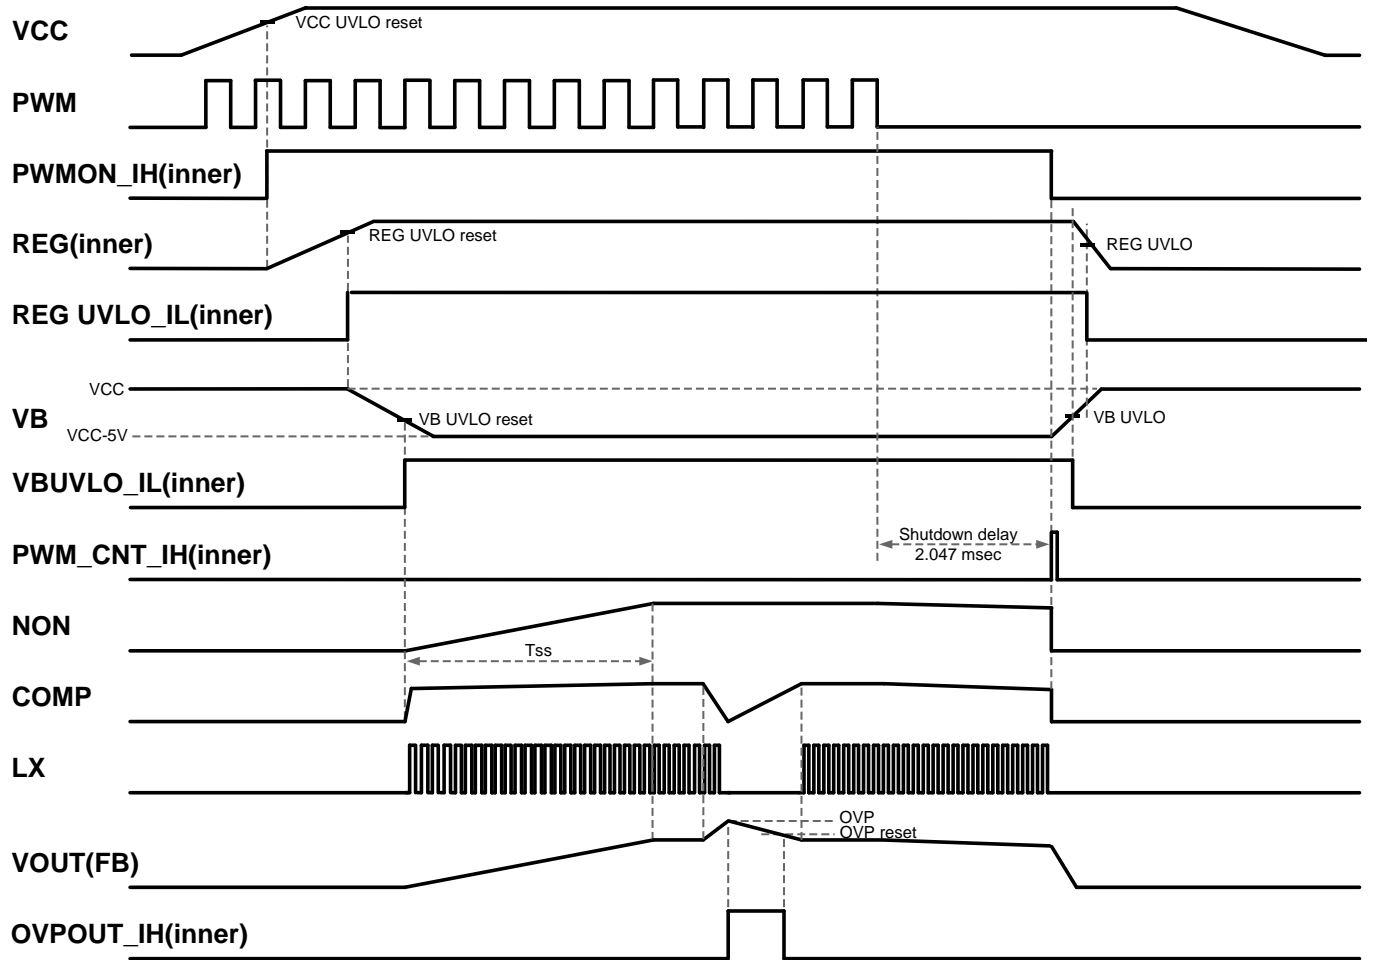 VCC
VCC UVLO reset
PWM
PWMON_IH(inner)
REG(inner)
REG UVLO reset
REG UVLO
REG UVLO_IL(inner)
VCC
VB
VB UVLO reset
VB UVLO
VCC-5V
VBUVLO_IL(inner)
PWM_CNT_IH(inner)
Shutdown delay
2.047 msec
NON
Tss
COMP
LX
OVP
OVP reset
VOUT(FB)
OVPOUT_IH(inner)